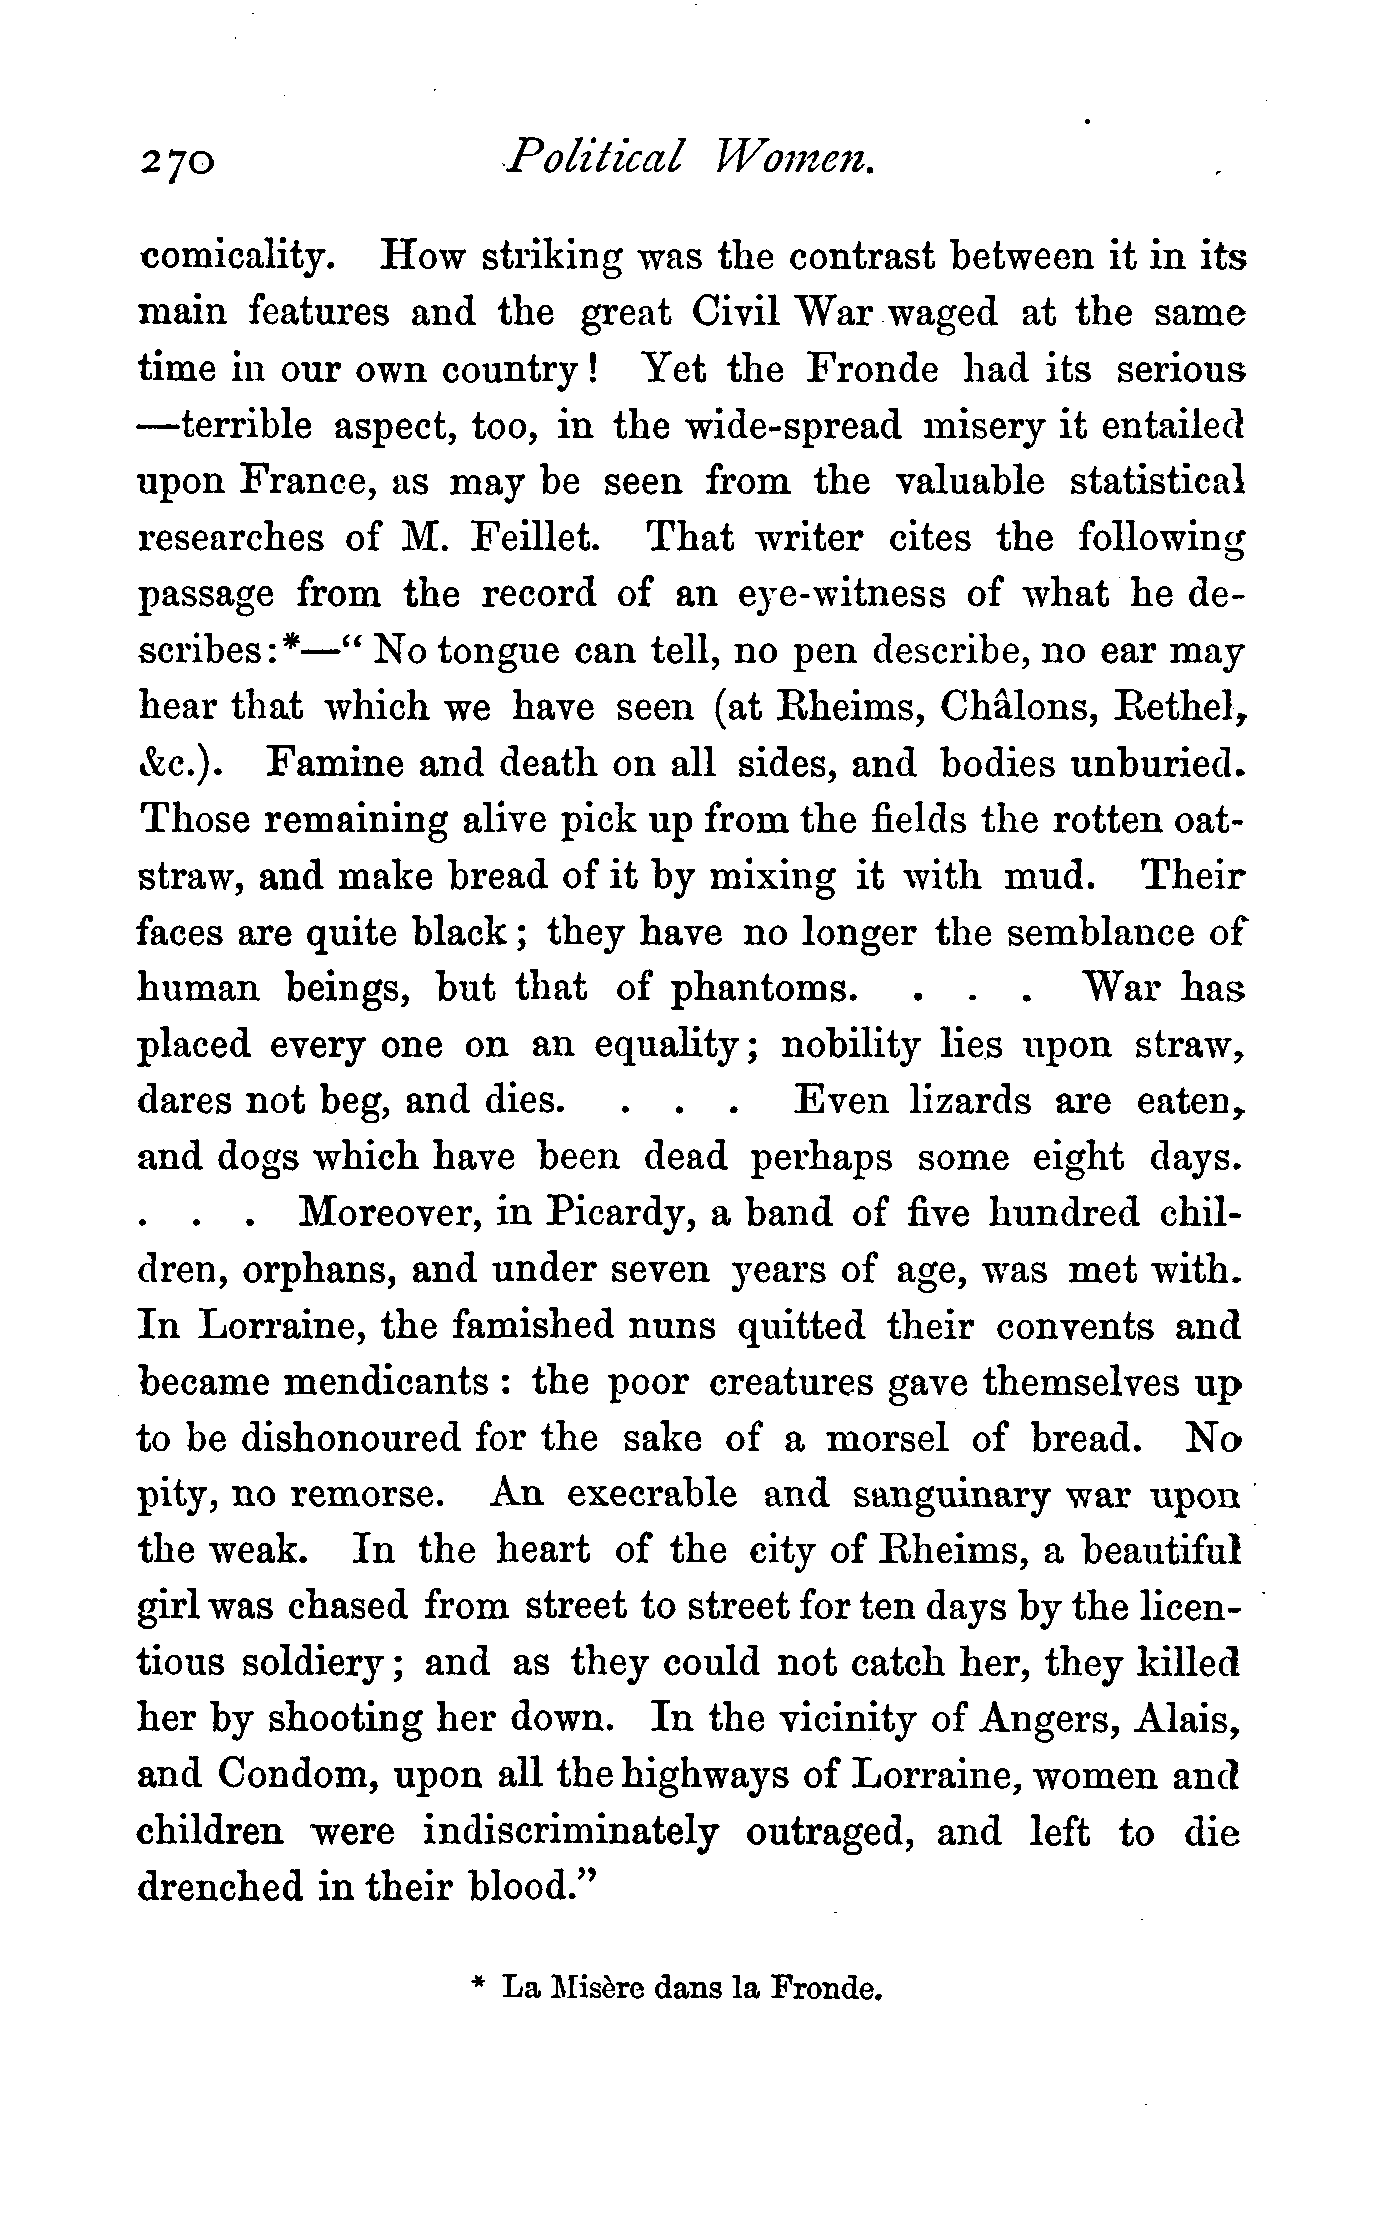 270 Political Women.
comicality. How striking was the contrast between it in its
main features and the great Civil War waged at the same
time in our own country! Yet the Fronde had its serious
—terrible aspect, too, in the wide-spread misery it entailed
upon France, as may be seen from the valuable statistical
researches of M. Feillet. That writer cites the following
passage from the record of an eye-witness of what he de-
scribes:*—“ No tongue can tell, no pen describe, no ear may
hear that which we have seen (at Rheims, Châlons, Rethel,
&c.). Famine and death on all sides, and bodies unburied.
Those remaining alive pick up from the fields the rotten oat-
straw, and make bread of it by mixing it with mud. Their
faces are quite black; they have no longer the semblance of
human beings, but that of phantoms. . . . War has
placed every one on an equality; nobility lies upon straw,
dares not beg, and dies. . . . Even lizards are eaten,
and dogs which have been dead perhaps some eight days.
. . . Moreover, in Picardy, a band of five hundred chil-
dren, orphans, and under seven years of age, was met with.
In Lorraine, the famished nuns quitted their convents and
became mendicants : the poor creatures gave themselves up
to be dishonoured for the sake of a morsel of bread. No
pity, no remorse. An execrable and sanguinary war upon
the weak. In the heart of the city of Rheims, a beautiful
girl was chased from street to street for ten days by the licen-
tious soldiery; and as they could not catch her, they killed
her by shooting her down. In the vicinity of Angers, Alais,
and Condom, upon all the highways of Lorraine, women and
children were indiscriminately outraged, and left to die
drenched in their blood.”
* La Misère dans la Fronde.